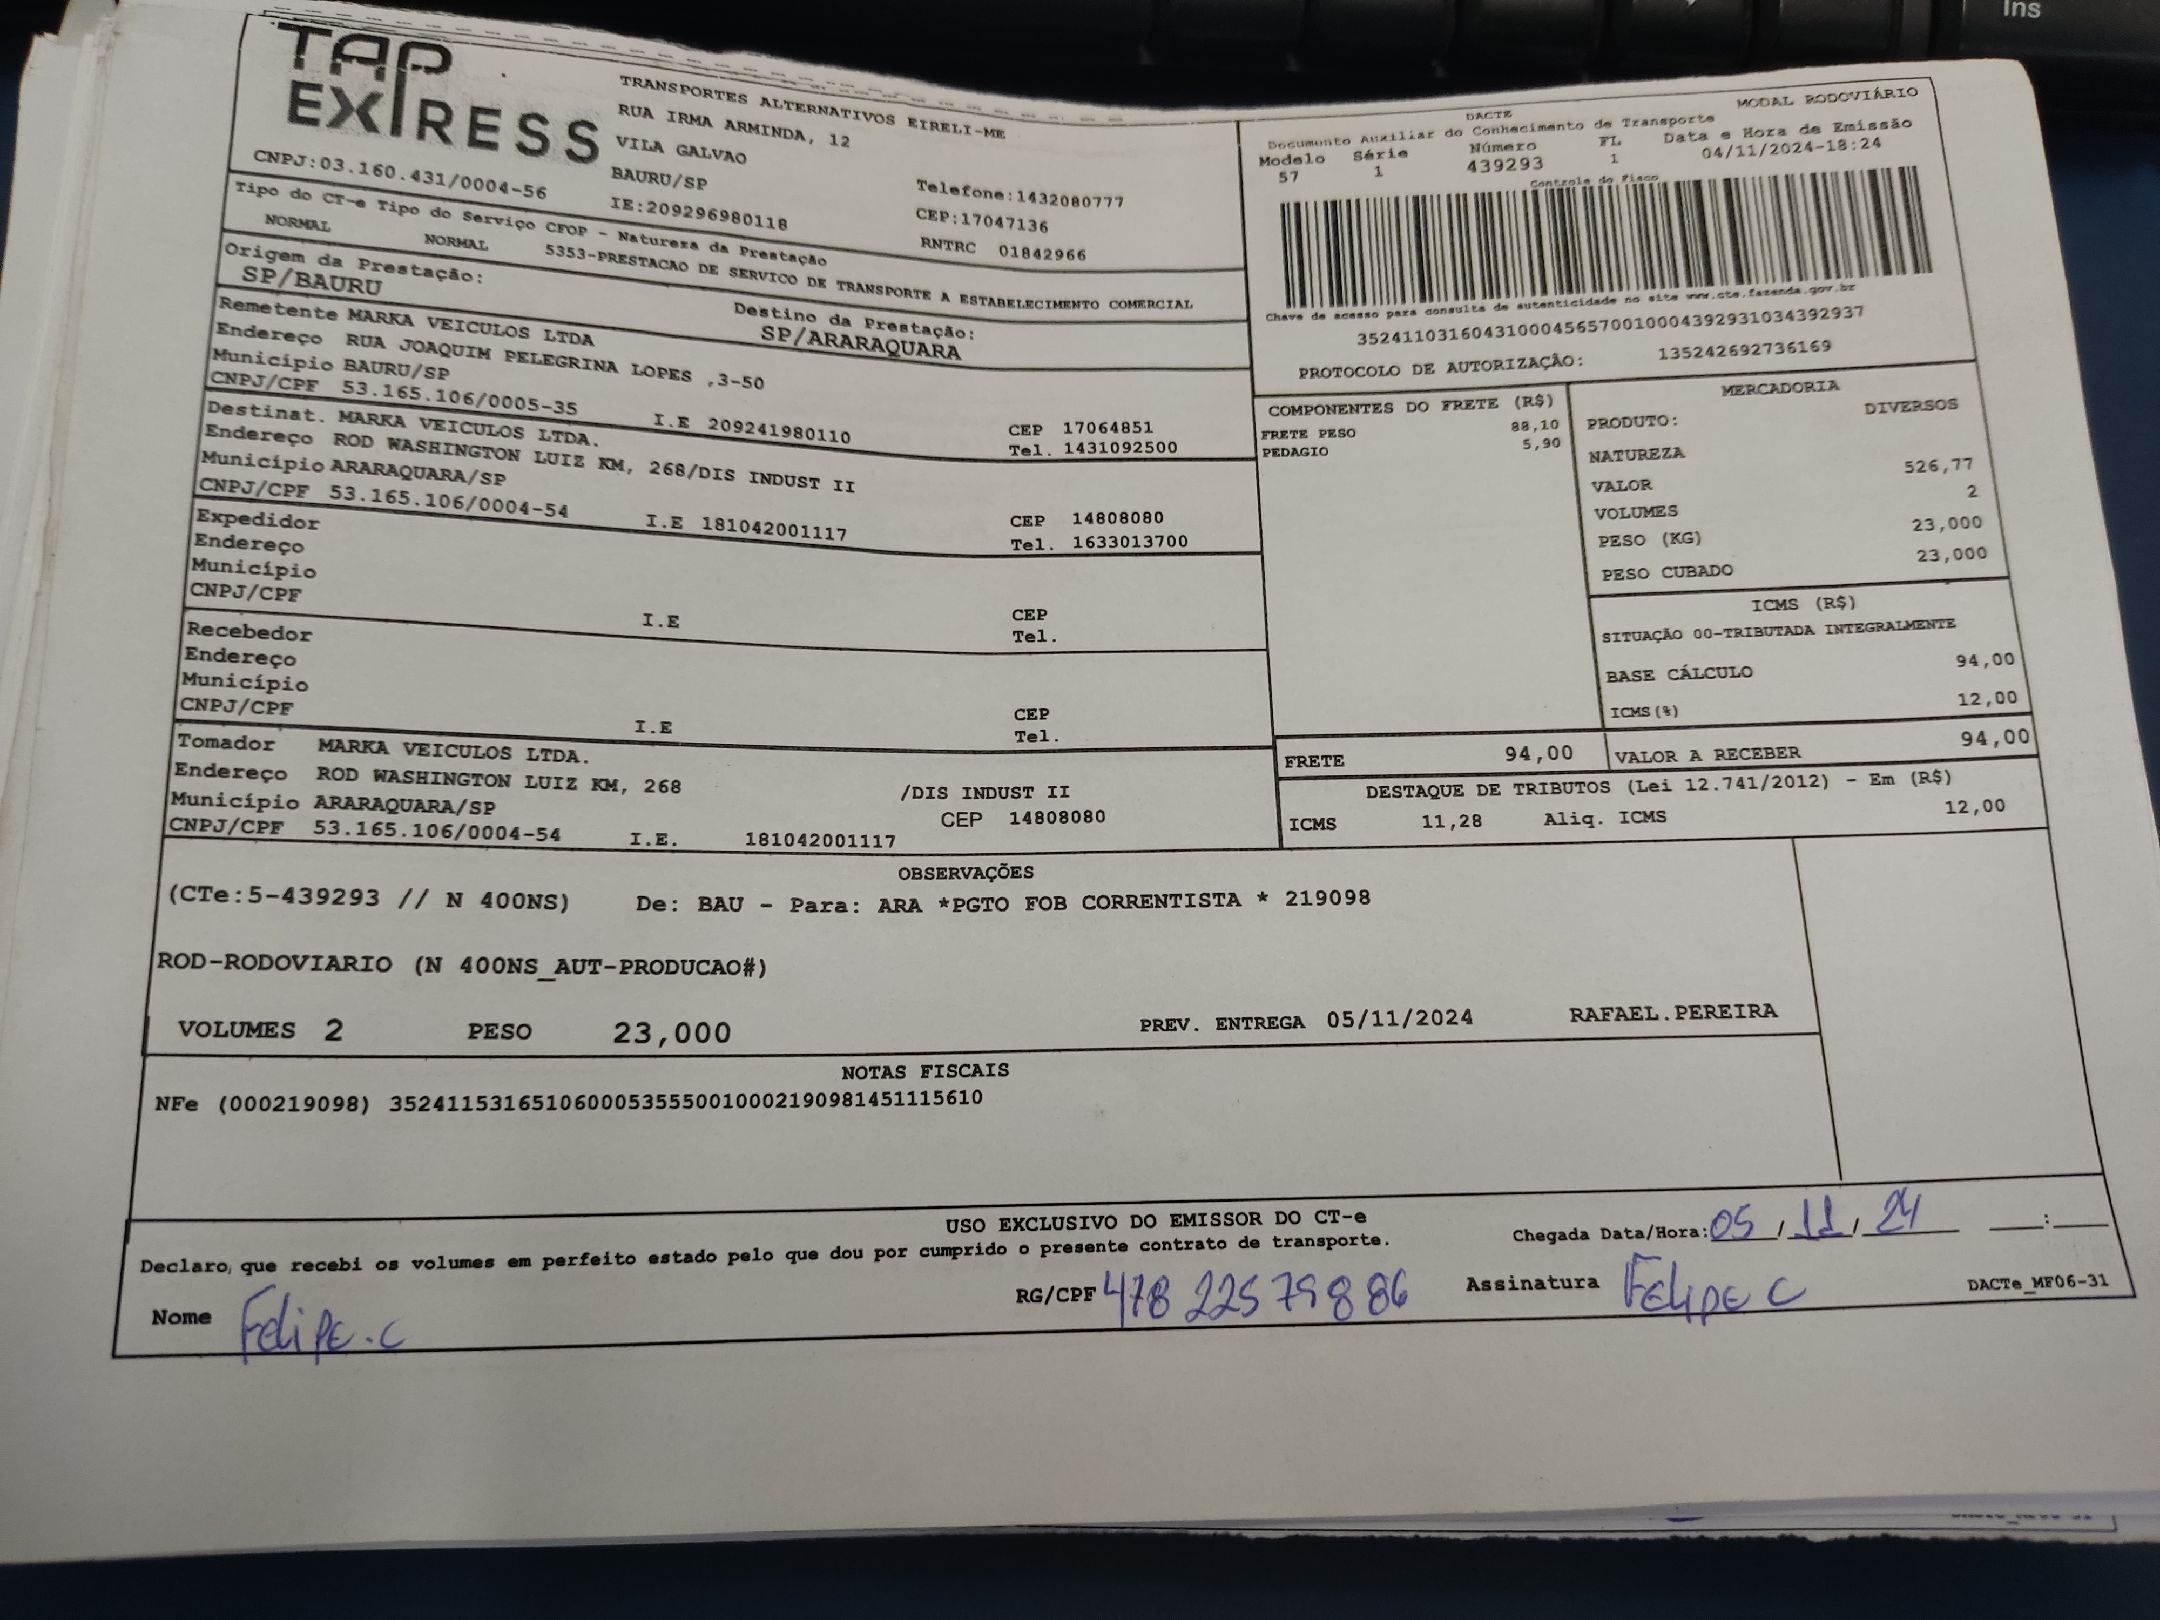 Ins
TAP
EXPRESS
TRANSPORTES ALTERNATIVOS EIRELI-ME
RUA IRMA ARMINDA, 12
VILA GALVAO
BAURU/SP
IE:209296980118
Telefone:1432080777
CEP:17047136
RNTRC 01842966
CNPJ:03.160.431/0004-56
Tipo do CT-e Tipo do Serviço CFOP - Natureza da Prestação
NORMAL NORMAL 5353-PRESTACAO DE SERVICO DE TRANSPORTE A ESTABELECIMENTO COMERCIAL
Origem da Prestação:
SP/BAURU
Destino da Prestação:
SP/ARARAQUARA
DACTE
MODAL RODOVIÁRIO
Documento Auxiliar do Conhecimento de Transporte
Modelo Série Número FL Data e Hora de Emissão
57 1 439293 1 04/11/2024-18:24
Controle do Fisco
Chave de acesso para consulta de autenticidade no site www.cte.fazenda.gov.br
35241103160431000456570010004392931034392937
PROTOCOLO DE AUTORIZAÇÃO: 135242692736169
Remetente MARKA VEICULOS LTDA
Endereço RUA JOAQUIM PELEGRINA LOPES ,3-50
Município BAURU/SP
CNPJ/CPF 53.165.106/0005-35 I.E 209241980110
CEP 17064851
Tel. 1431092500
Destinat. MARKA VEICULOS LTDA.
Endereço ROD WASHINGTON LUIZ KM, 268/DIS INDUST II
Município ARARAQUARA/SP
CNPJ/CPF 53.165.106/0004-54 I.E 181042001117
CEP 14808080
Tel. 1633013700
Expedidor
Endereço
Município
CNPJ/CPF I.E
CEP
Tel.
Recebedor
Endereço
Município
CNPJ/CPF I.E
CEP
Tel.
Tomador MARKA VEICULOS LTDA.
Endereço ROD WASHINGTON LUIZ KM, 268 /DIS INDUST II
Município ARARAQUARA/SP CEP 14808080
CNPJ/CPF 53.165.106/0004-54 I.E. 181042001117
COMPONENTES DO FRETE (R$)
FRETE PESO 88,10
PEDAGIO 5,90
MERCADORIA
PRODUTO: DIVERSOS
NATUREZA
VALOR 526,77
VOLUMES 2
PESO (KG) 23,000
PESO CUBADO 23,000
ICMS (R$)
SITUAÇÃO 00-TRIBUTADA INTEGRALMENTE
BASE CÁLCULO 94,00
ICMS(%) 12,00
FRETE 94,00 VALOR A RECEBER 94,00
DESTAQUE DE TRIBUTOS (Lei 12.741/2012) - Em (R$)
ICMS 11,28 Aliq. ICMS 12,00
OBSERVAÇÕES
(CTe:5-439293 // N 400NS) De: BAU - Para: ARA *PGTO FOB CORRENTISTA * 219098
ROD-RODOVIARIO (N 400NS_AUT-PRODUCAO#)
VOLUMES 2 PESO 23,000 PREV. ENTREGA 05/11/2024 RAFAEL.PEREIRA
NOTAS FISCAIS
NFe (000219098) 35241153165106000535550010002190981451115610
USO EXCLUSIVO DO EMISSOR DO CT-e
Declaro, que recebi os volumes em perfeito estado pelo que dou por cumprido o presente contrato de transporte.
Chegada Data/Hora: 05 / 11 / 24 ___:___
Nome Felipe.c RG/CPF 478 225 798 86 Assinatura Felipe C DACTe_MF06-31